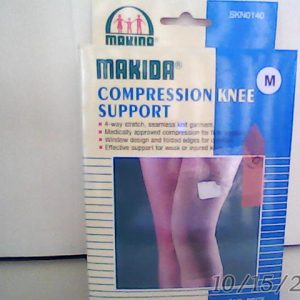 SKN0140
MAKIDA
MAKIDA®
M
COMPRESSION KNEE
SUPPORT
4-way stretch, seamless knit garment
Medically approved compression for
Window design and folded edges for
Effective support for weak or injured
10/15/2